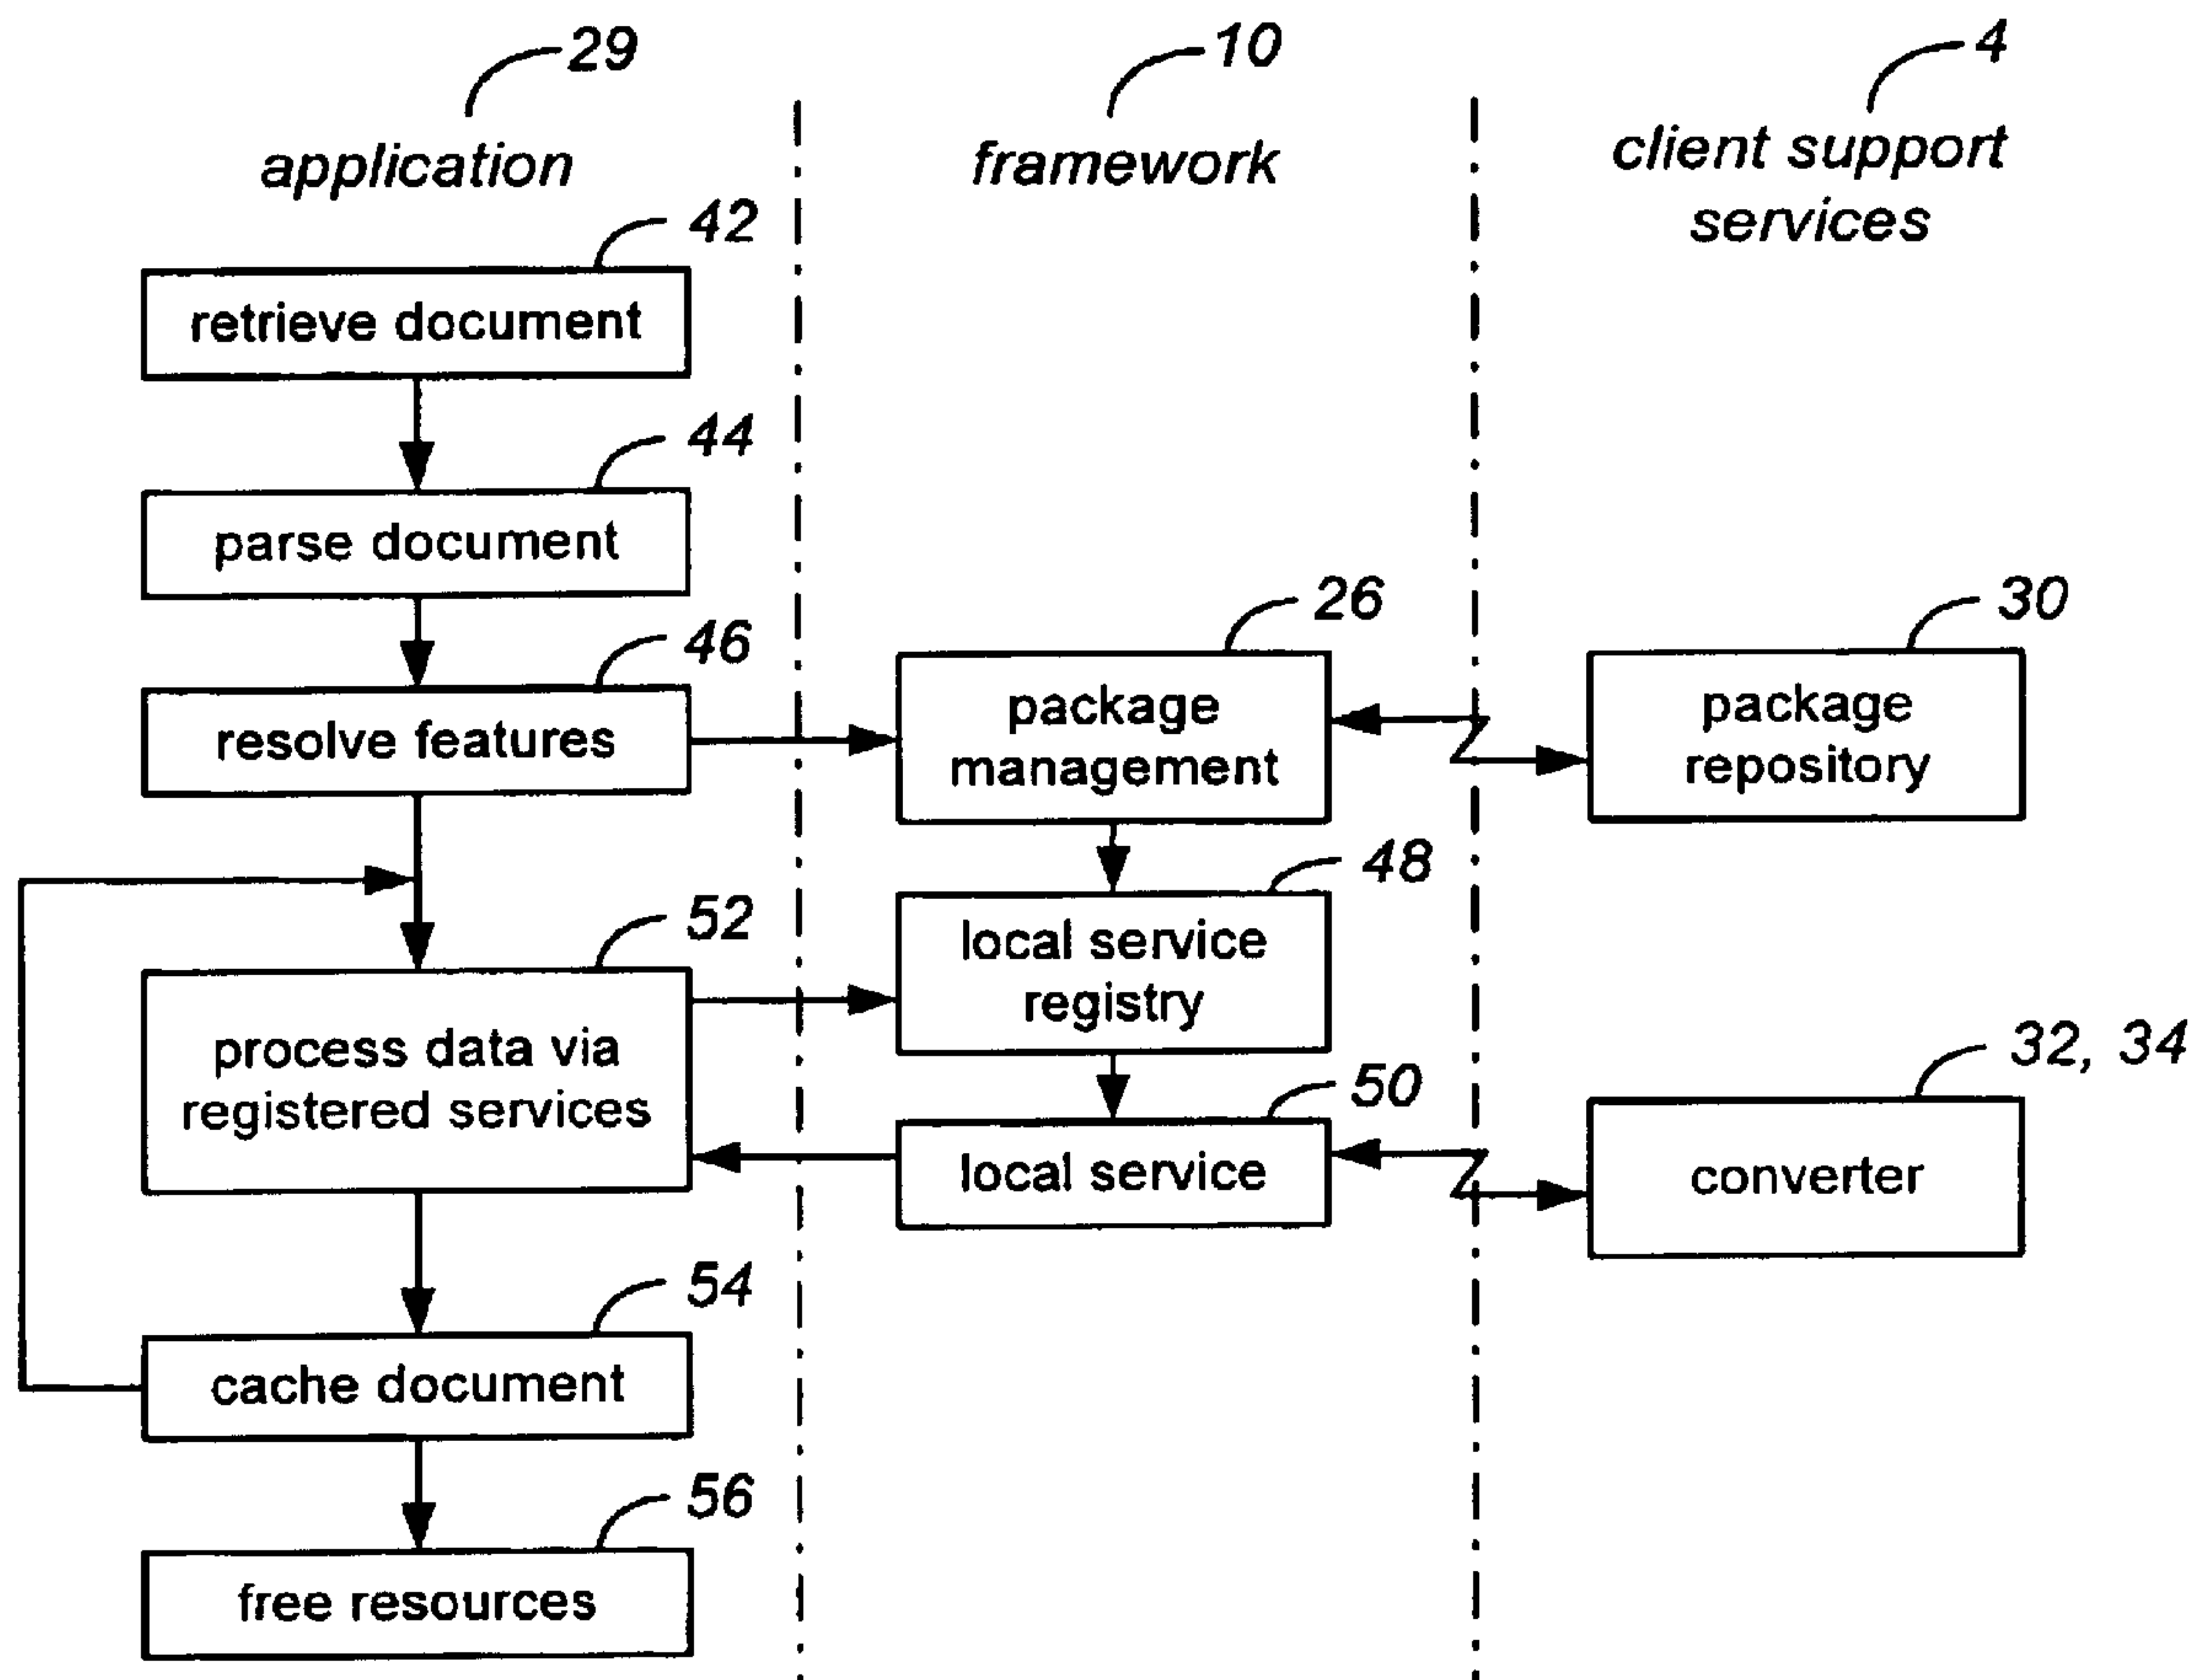 29
10
4
application
framework
client support
services
42
retrieve document
44
parse document
46
resolve features
26
package
management
30
package
repository
48
local service
registry
52
process data via
registered services
50
local service
32, 34
converter
54
cache document
56
free resources